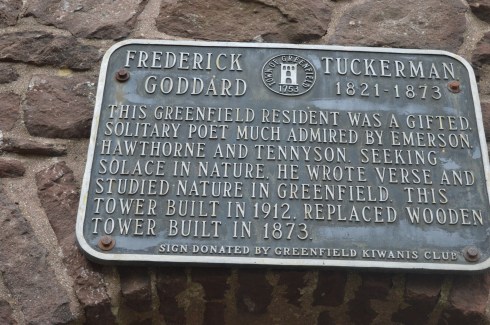 FREDERICK TUCKERMAN
GODDARD 1821-1873
GREENFIELD
1753
THIS GREENFIELD RESIDENT WAS A GIFTED,
SOLITARY POET MUCH ADMIRED BY EMERSON,
HAWTHORNE AND TENNYSON. SEEKING
SOLACE IN NATURE, HE WROTE VERSE AND
STUDIED NATURE IN GREENFIELD. THIS
TOWER BUILT IN 1912, REPLACED WOODEN
TOWER BUILT IN 1873.
SIGN DONATED BY GREENFIELD KIWANIS CLUB